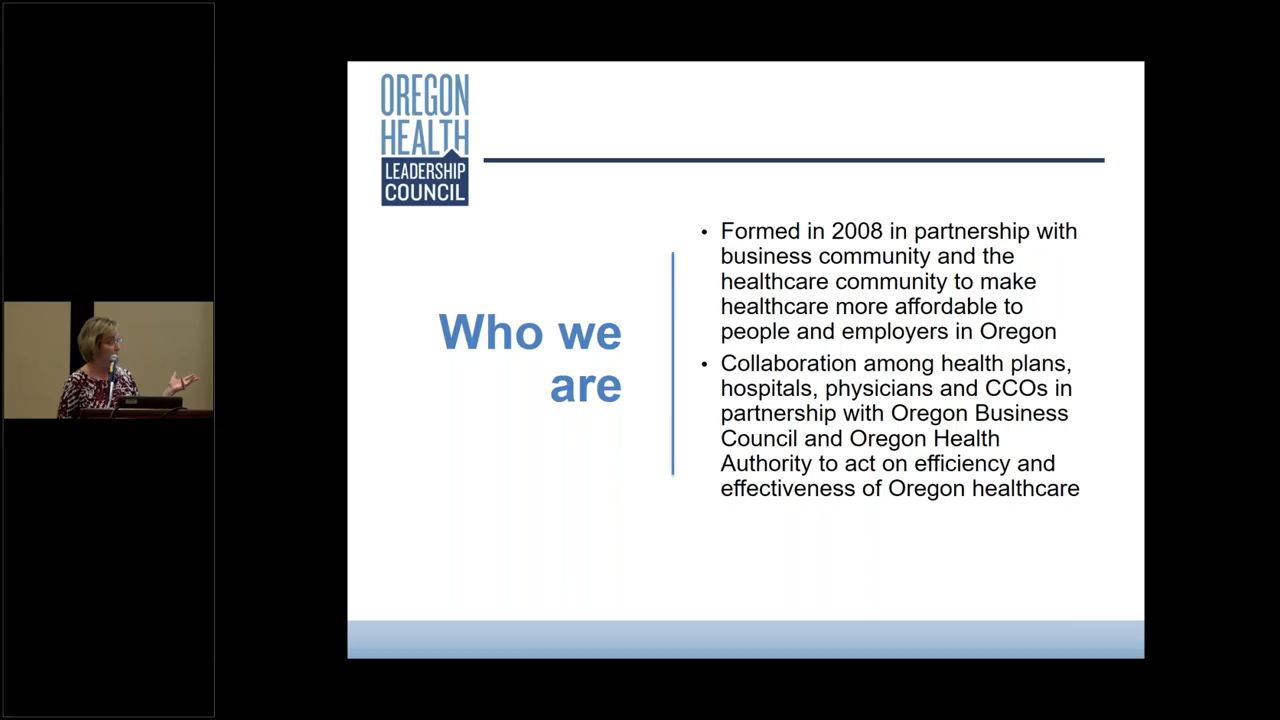 OREGON
HEALTH
LEADERSHIP
COUNCIL
Who we
are
• Formed in 2008 in partnership with
business community and the
healthcare community to make
healthcare more affordable to
people and employers in Oregon
• Collaboration among health plans,
hospitals, physicians and CCOs in
partnership with Oregon Business
Council and Oregon Health
Authority to act on efficiency and
effectiveness of Oregon healthcare